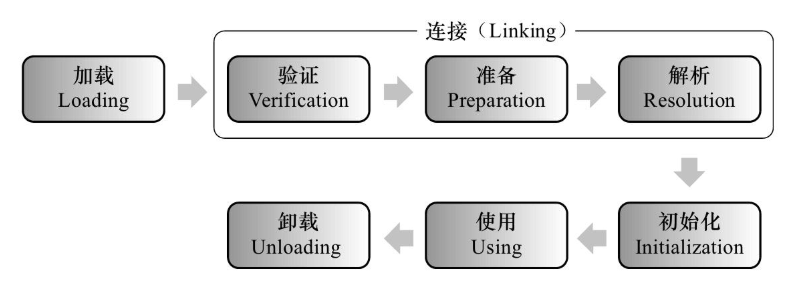 连接（Linking）
加载
Loading
验证
Verification
准备
Preparation
解析
Resolution
卸载
Unloading
使用
Using
初始化
Initialization